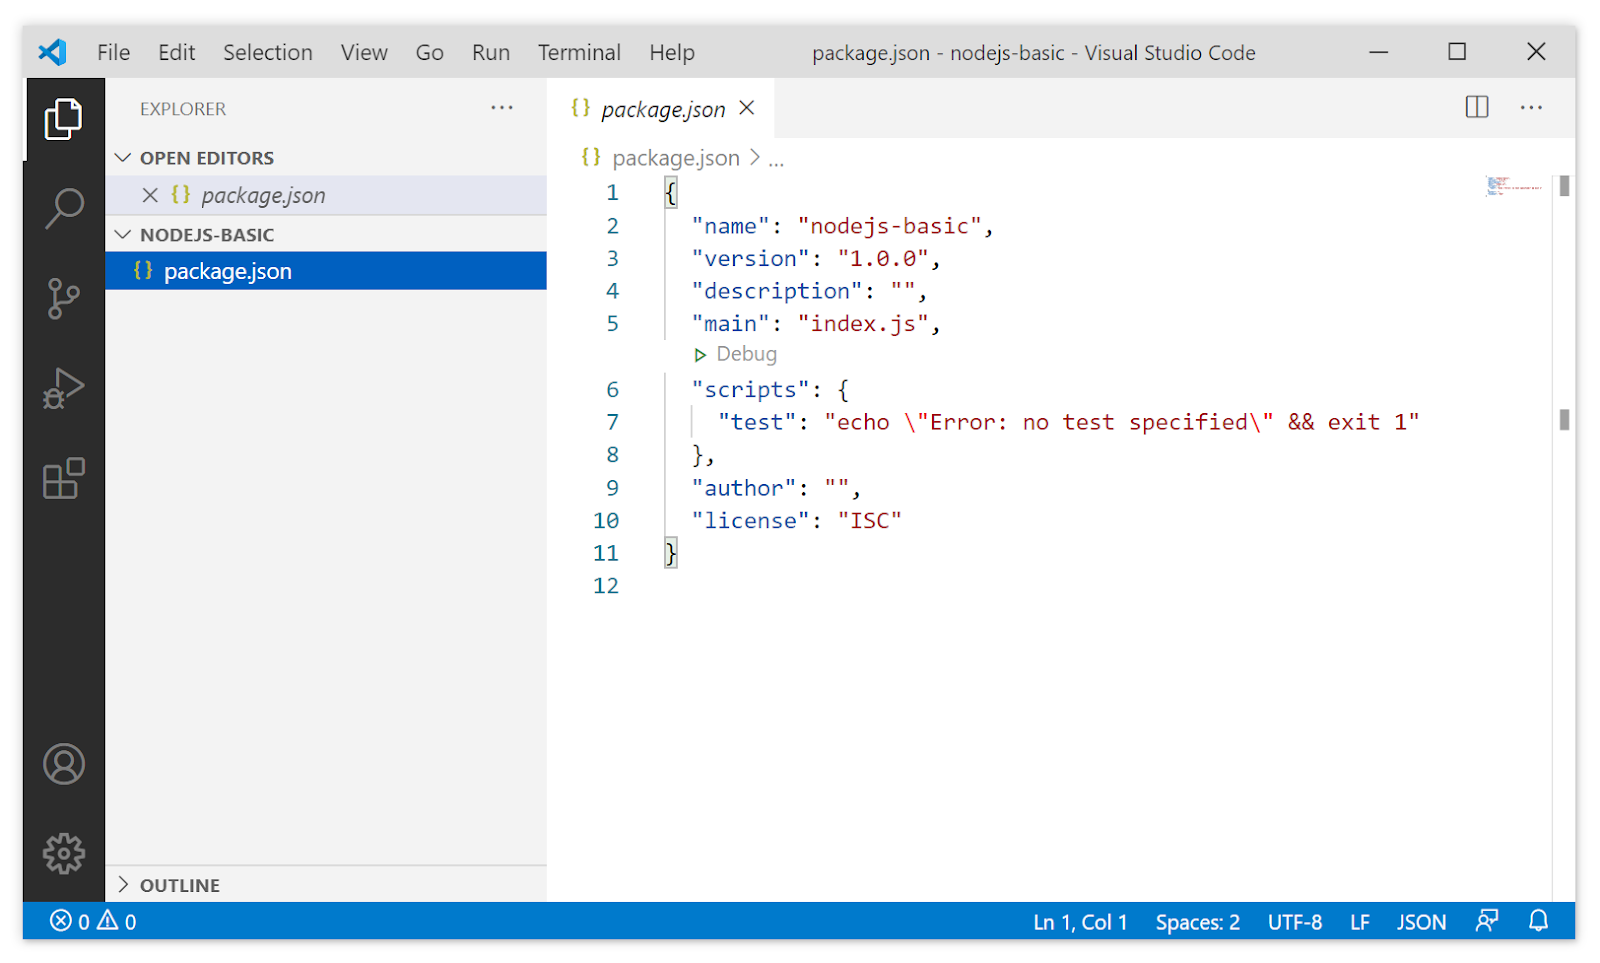 File Edit Selection View Go Run Terminal Help package.json - nodejs-basic - Visual Studio Code
EXPLORER ...
OPEN EDITORS
{} package.json
NODEJS-BASIC
{} package.json
OUTLINE
{} package.json
{} package.json > ...
1 {
2 "name": "nodejs-basic",
3 "version": "1.0.0",
4 "description": "",
5 "main": "index.js",
Debug
6 "scripts": {
7 "test": "echo \"Error: no test specified\" && exit 1"
8 },
9 "author": "",
10 "license": "ISC"
11 }
12
0 0 Ln 1, Col 1 Spaces: 2 UTF-8 LF JSON